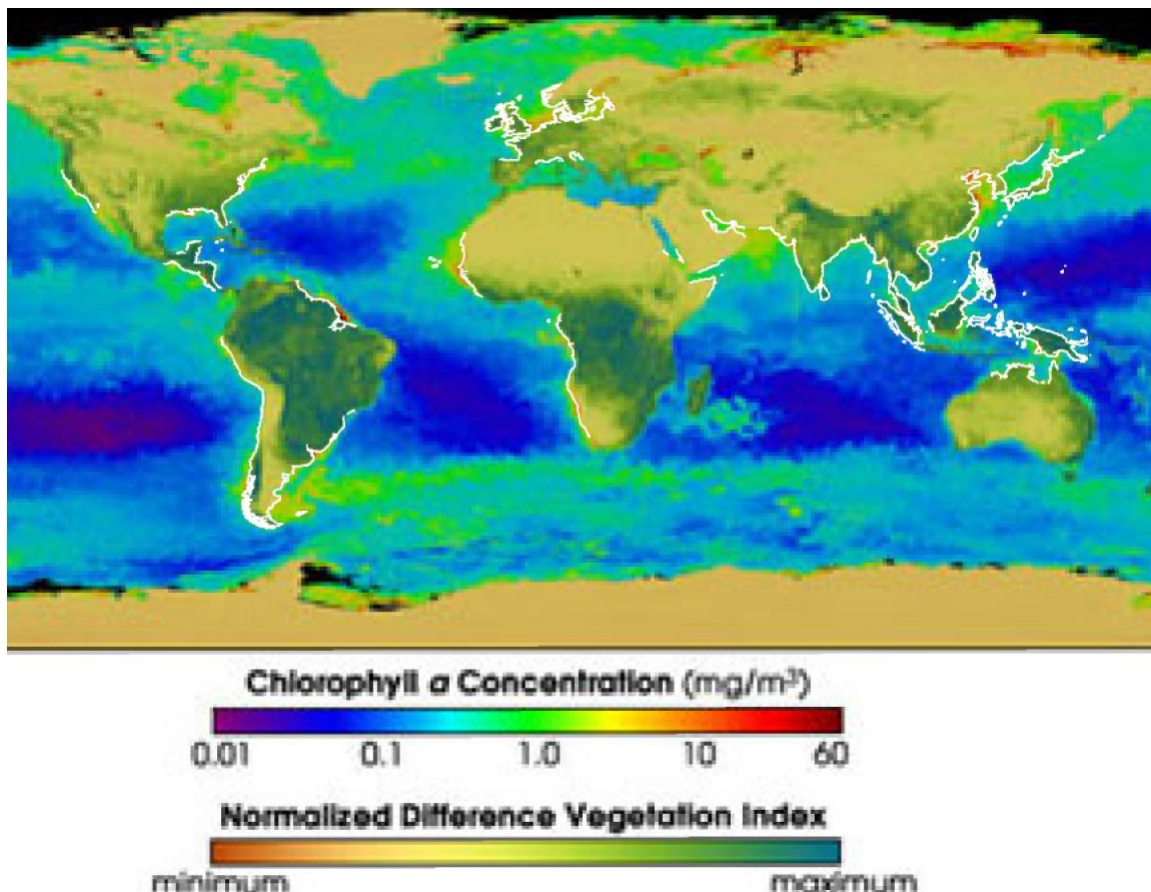 Chlorophyll a Concentration (mg/m³)
0.01 0.1 1.0 10 60
Normalized Difference Vegetation Index
minimum maximum